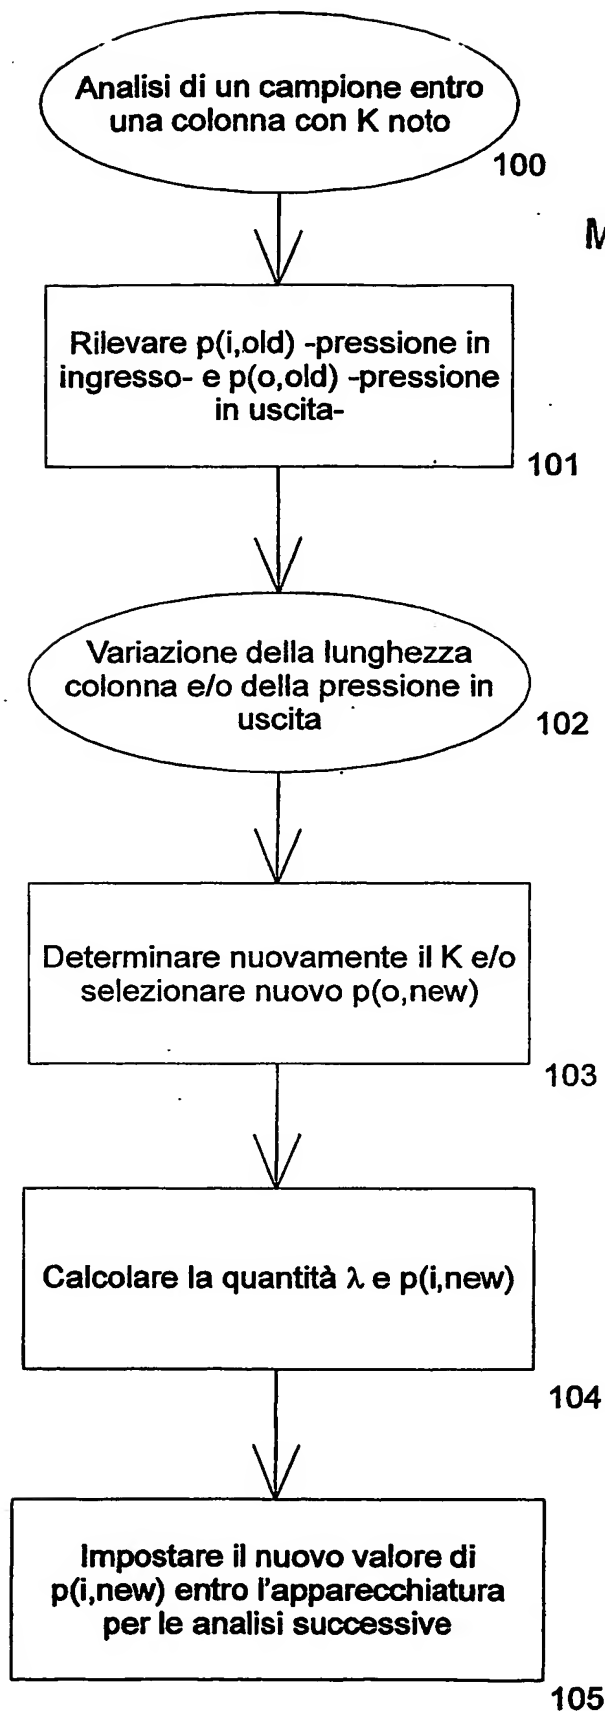 Analisi di un campione entro
una colonna con K noto
100
M
Rilevare p(i,old) -pressione in
ingresso- e p(o,old) -pressione
in uscita-
101
Variazione della lunghezza
colonna e/o della pressione in
uscita
102
Determinare nuovamente il K e/o
selezionare nuovo p(o,new)
103
Calcolare la quantità λ e p(i,new)
104
Impostare il nuovo valore di
p(i,new) entro l'apparecchiatura
per le analisi successive
105